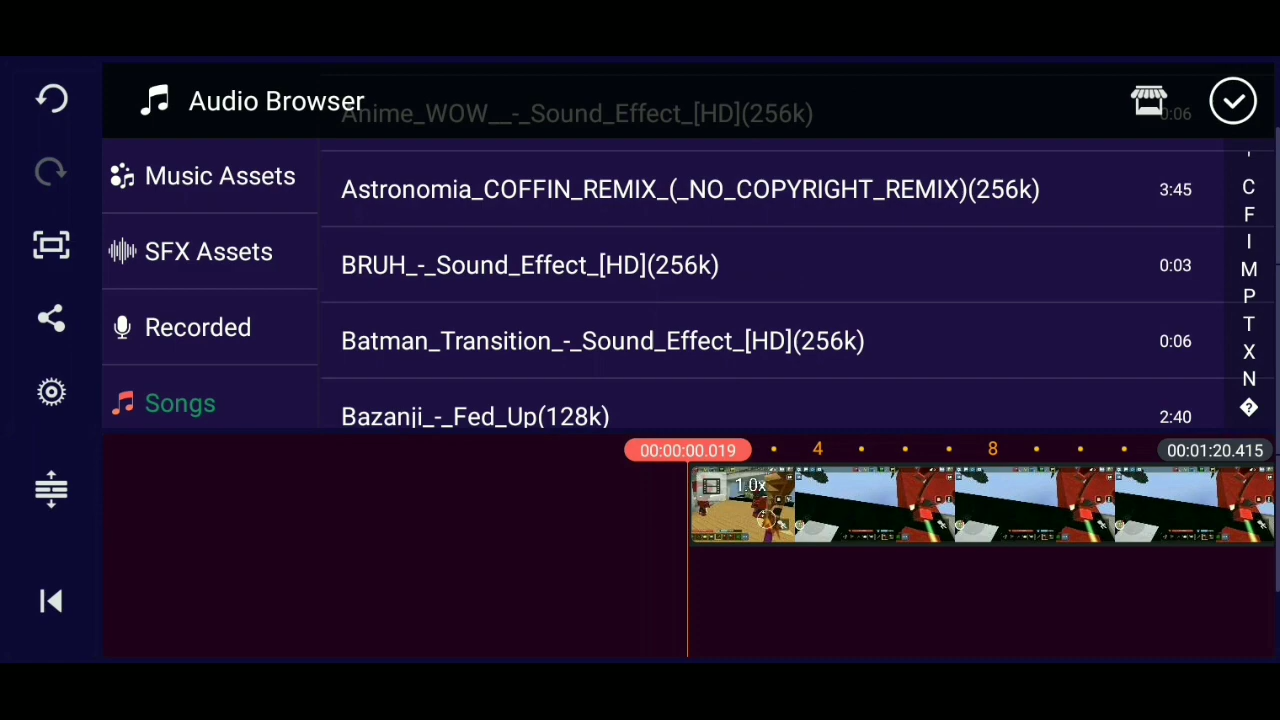 Audio Browser
Anime_WOW__-_Sound_Effect_[HD](256k)
0:06
Music Assets
SFX Assets
Recorded
Songs
Astronomia_COFFIN_REMIX_(_NO_COPYRIGHT_REMIX)(256k)
3:45
BRUH_-_Sound_Effect_[HD](256k)
0:03
Batman_Transition_-_Sound_Effect_[HD](256k)
0:06
Bazanji_-_Fed_Up(128k)
2:40
C
F
I
M
P
T
X
N
?
00:00:00.019
4
8
00:01:20.415
1.0x